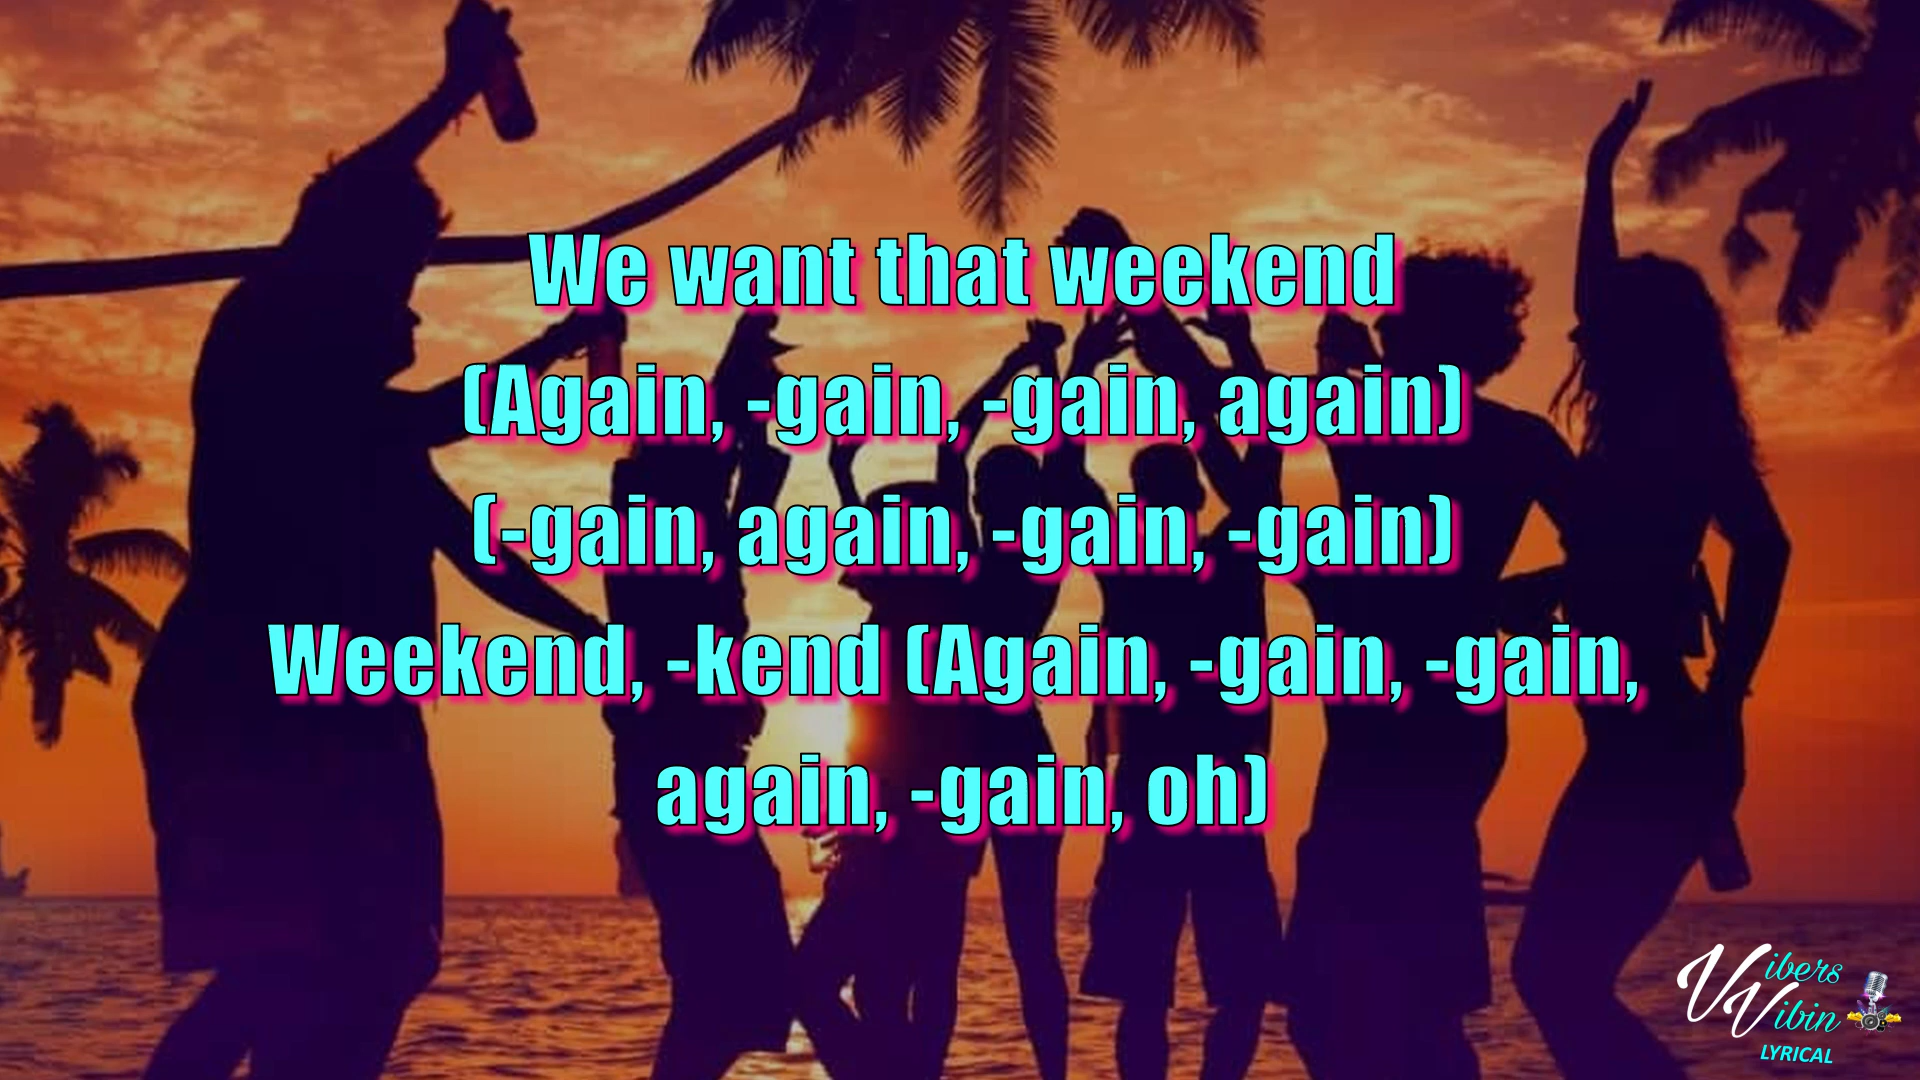 We want that weekend
(Again, -gain, -gain, again)
(-gain, again, -gain, -gain)
Weekend, -kend (Again, -gain, -gain,
again, -gain, oh)
Vibers
Vibin
LYRICAL